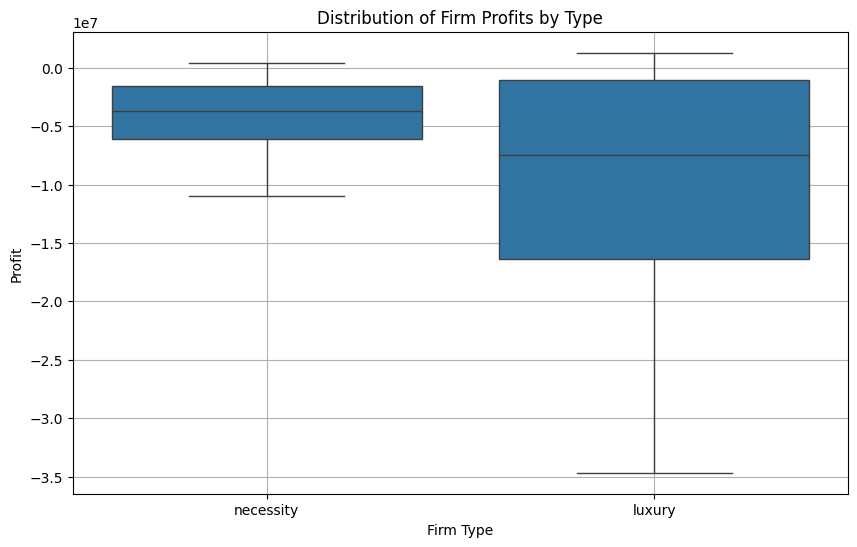 Distribution of Firm Profits by Type
1e7
0.0
−0.5
−1.0
−1.5
−2.0
−2.5
−3.0
−3.5
Profit
necessity luxury
Firm Type